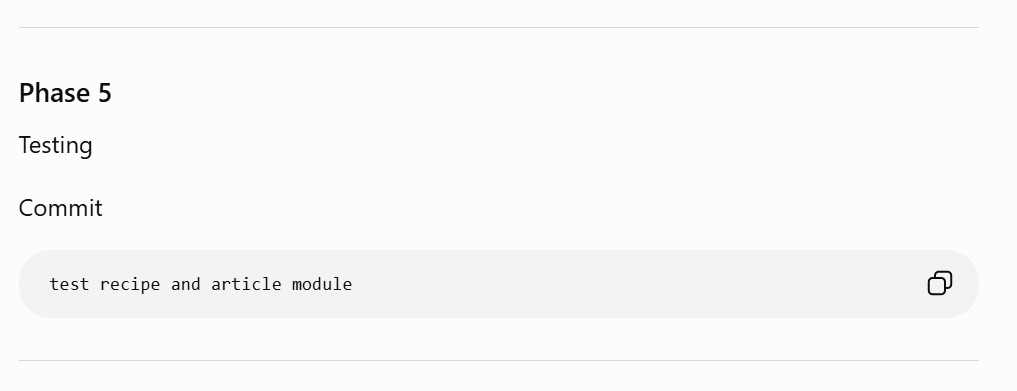 Phase 5
Testing
Commit
test recipe and article module